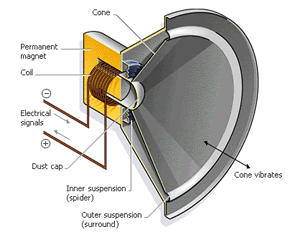 Cone
Permanent
magnet
Coil
−
Electrical
signals
+
Dust cap
Inner suspension
(spider)
Outer suspension
(surround)
Cone vibrates